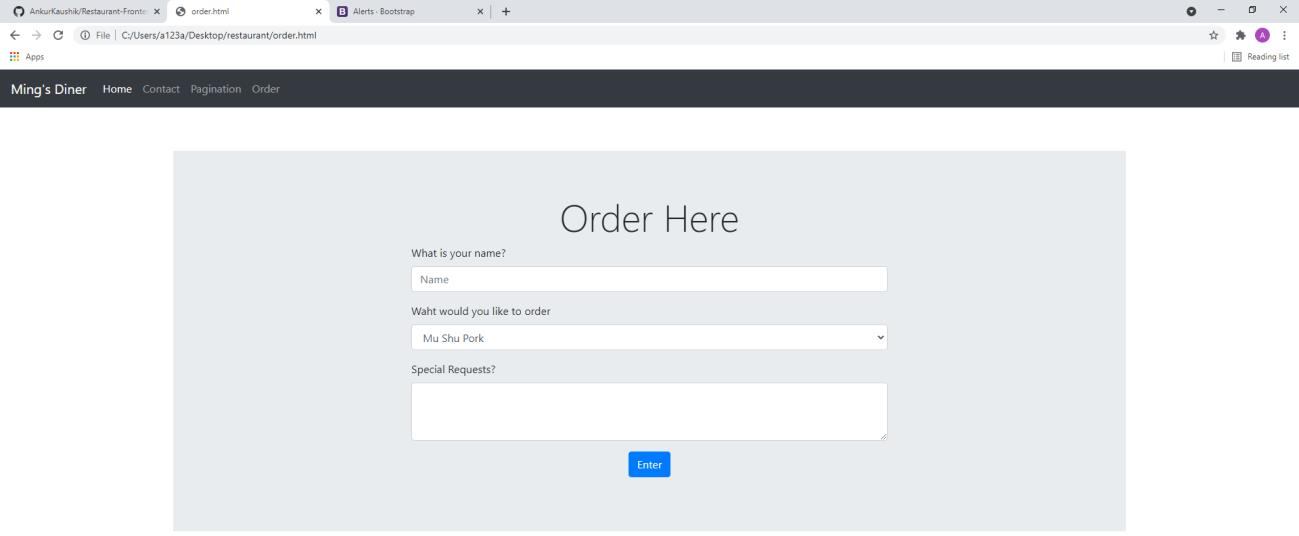 AnkurKaushik/Restaurant-Fronte
order.html
Alerts · Bootstrap
File
C:/Users/a123a/Desktop/restaurant/order.html
A
Apps
Reading list
Ming's Diner Home Contact Pagination Order
Order Here
What is your name?
Name
Waht would you like to order
Mu Shu Pork
Special Requests?
Enter